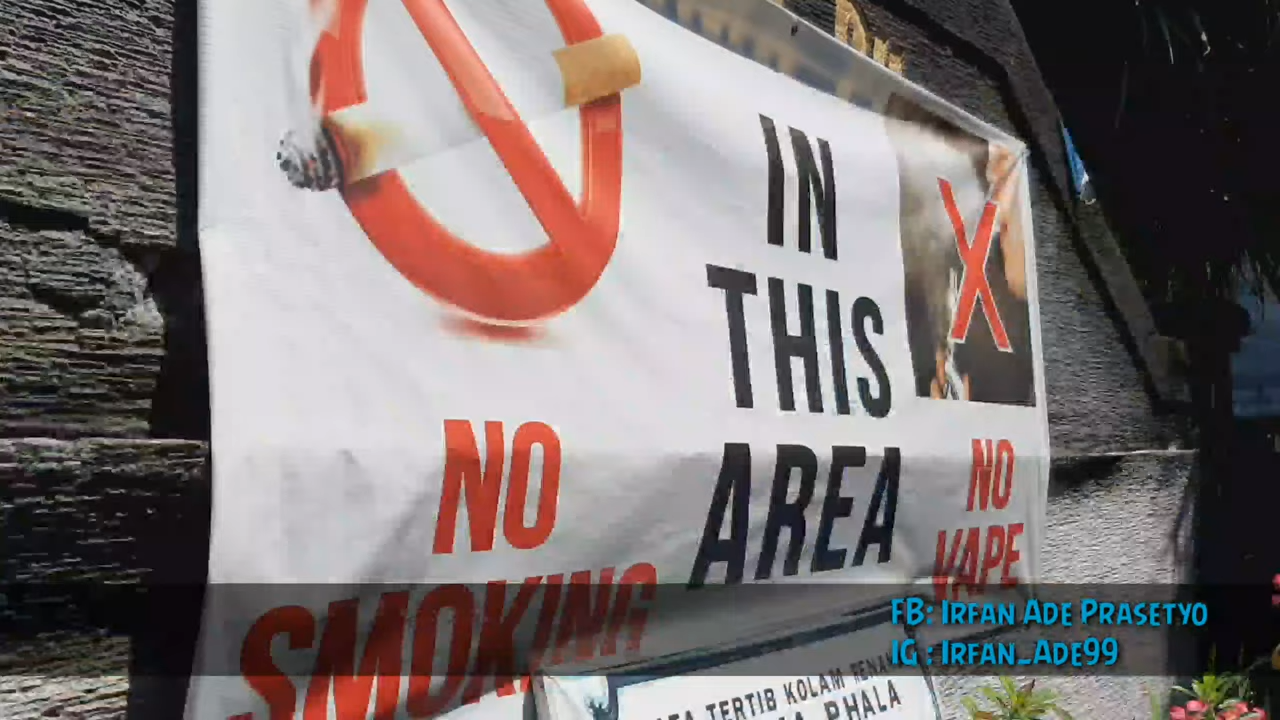 NO
SMOKING
IN
THIS
AREA
NO
VAPE
TERTIB KOLAM
PHALA
FB: Irfan Ade Prasetyo
IG : Irfan_Ade99